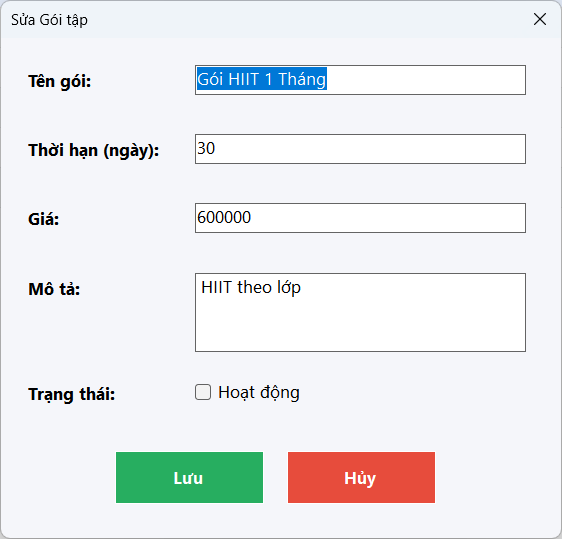 Sửa Gói tập
Tên gói: Gói HIIT 1 Tháng
Thời hạn (ngày): 30
Giá: 600000
Mô tả: HIIT theo lớp
Trạng thái: Hoạt động
Lưu Hủy